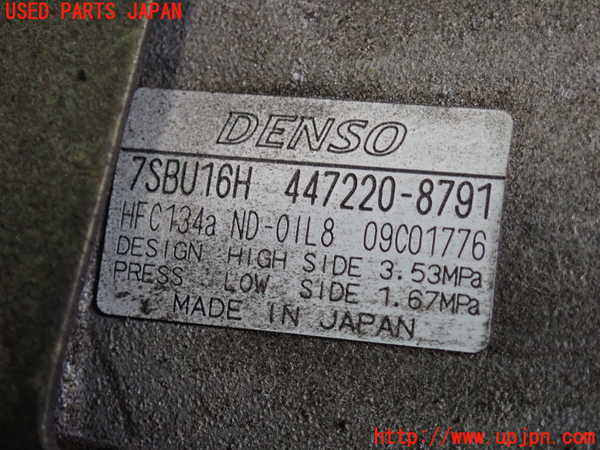 USED PARTS JAPAN
DENSO
7SBU16H 447220-8791
HFC134a ND-OIL8 09C01776
DESIGN HIGH SIDE 3.53MPa
PRESS LOW SIDE 1.67MPa
MADE IN JAPAN
UPJ
http://www.upjpn.com